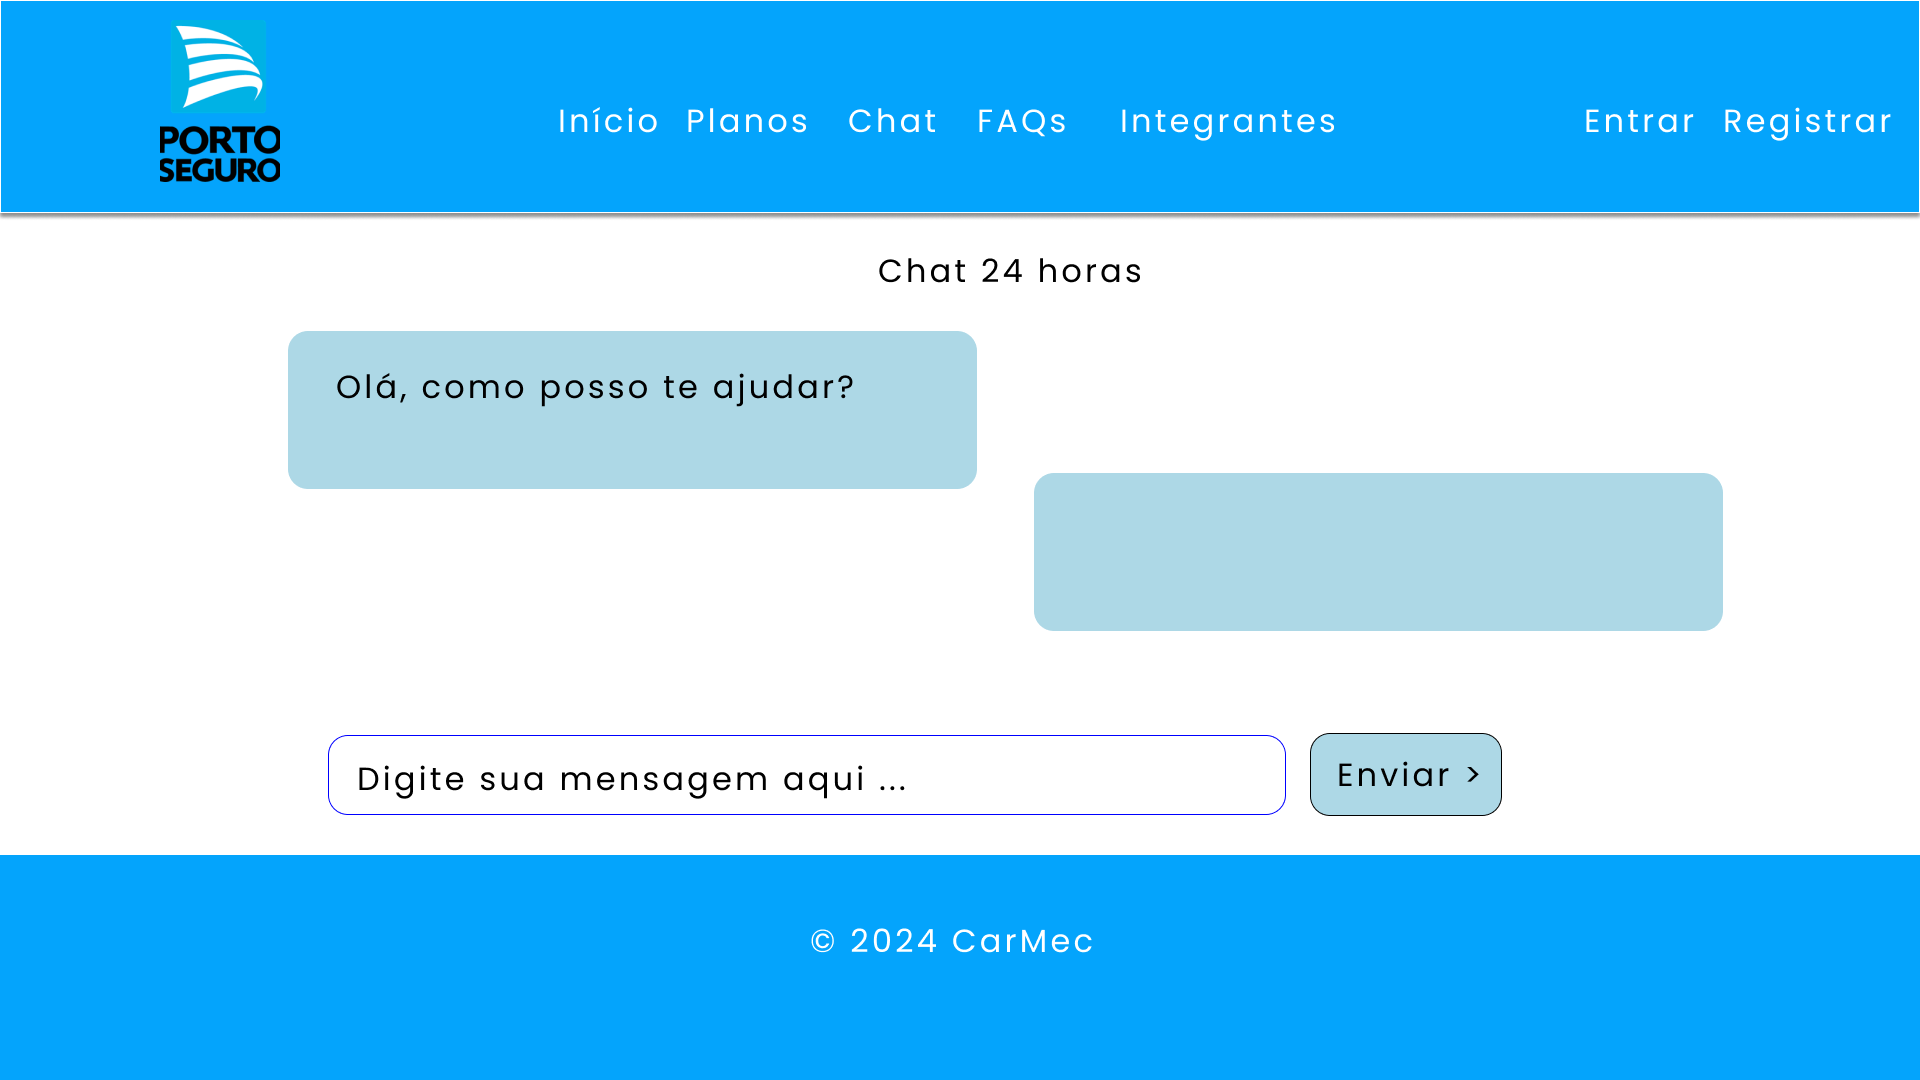 PORTO
SEGURO
Início Planos Chat FAQs Integrantes Entrar Registrar
Chat 24 horas
Olá, como posso te ajudar?
Digite sua mensagem aqui ...
Enviar >
© 2024 CarMec